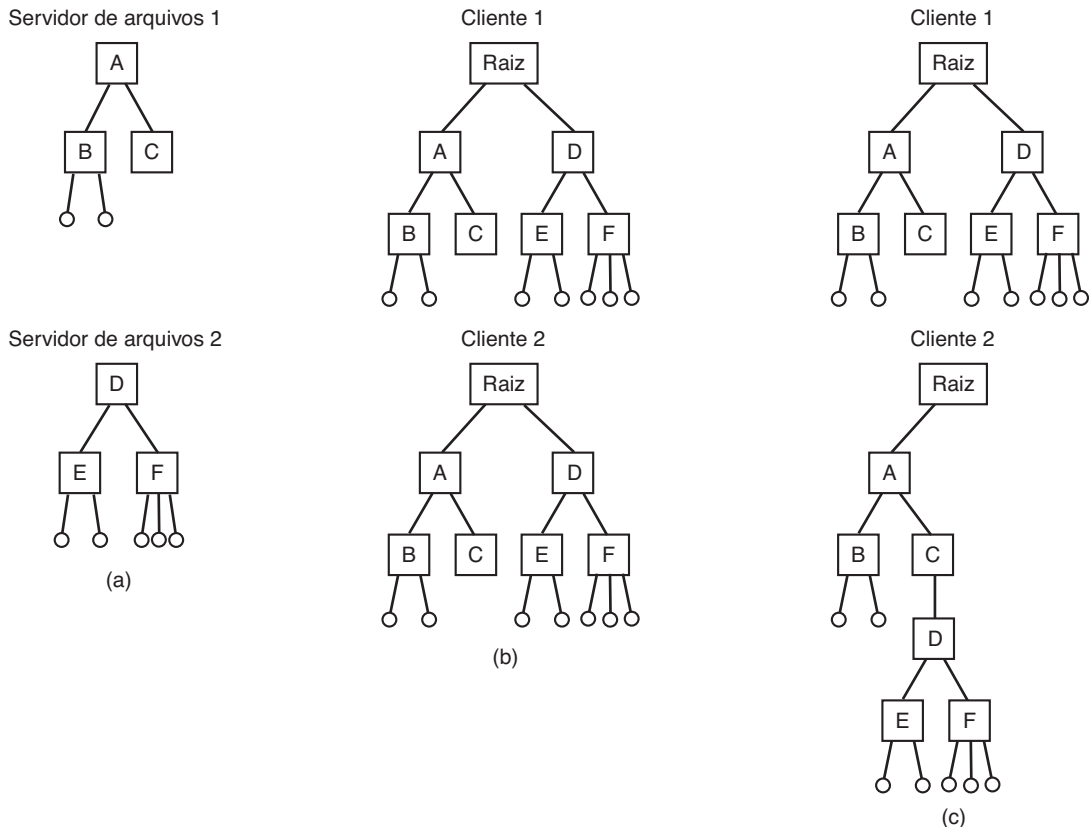 Servidor de arquivos 1
A
B
C
Servidor de arquivos 2
D
E
F
(a)
Cliente 1
Raiz
A
D
B
C
E
F
Cliente 2
Raiz
A
D
B
C
E
F
(b)
Cliente 1
Raiz
A
D
B
C
E
F
Cliente 2
Raiz
A
B
C
D
E
F
(c)